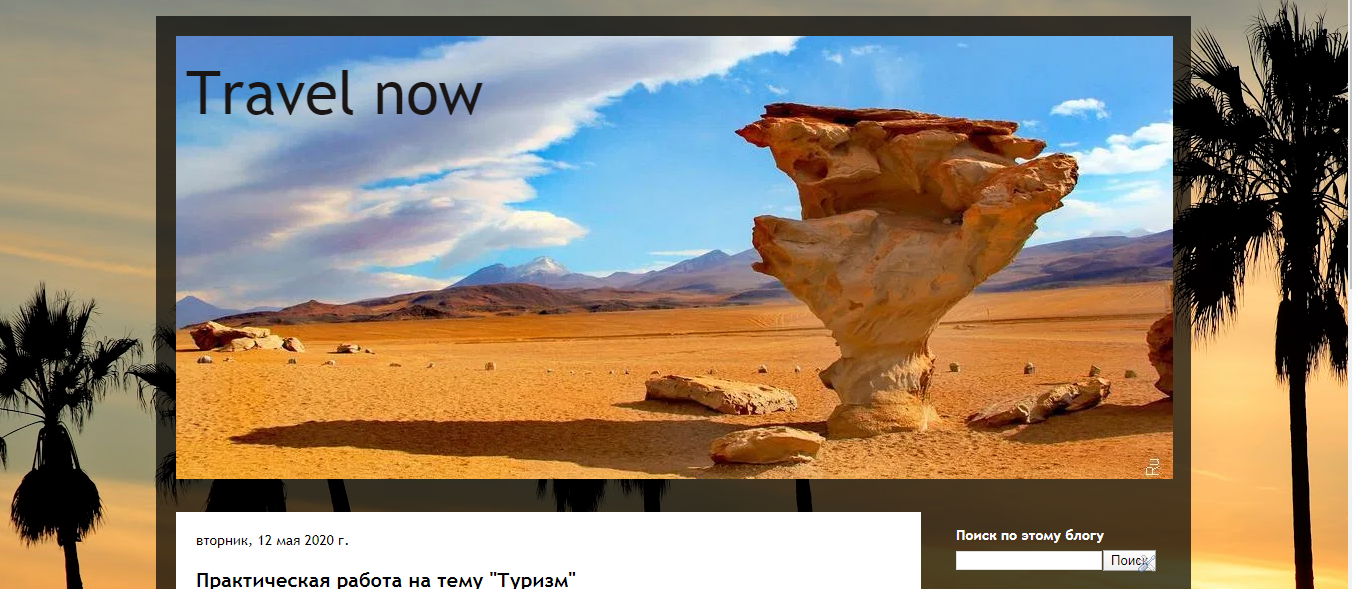 Travel now
Ru
вторник, 12 мая 2020 г.
Поиск по этому блогу
Поиск
Практическая работа на тему "Туризм"